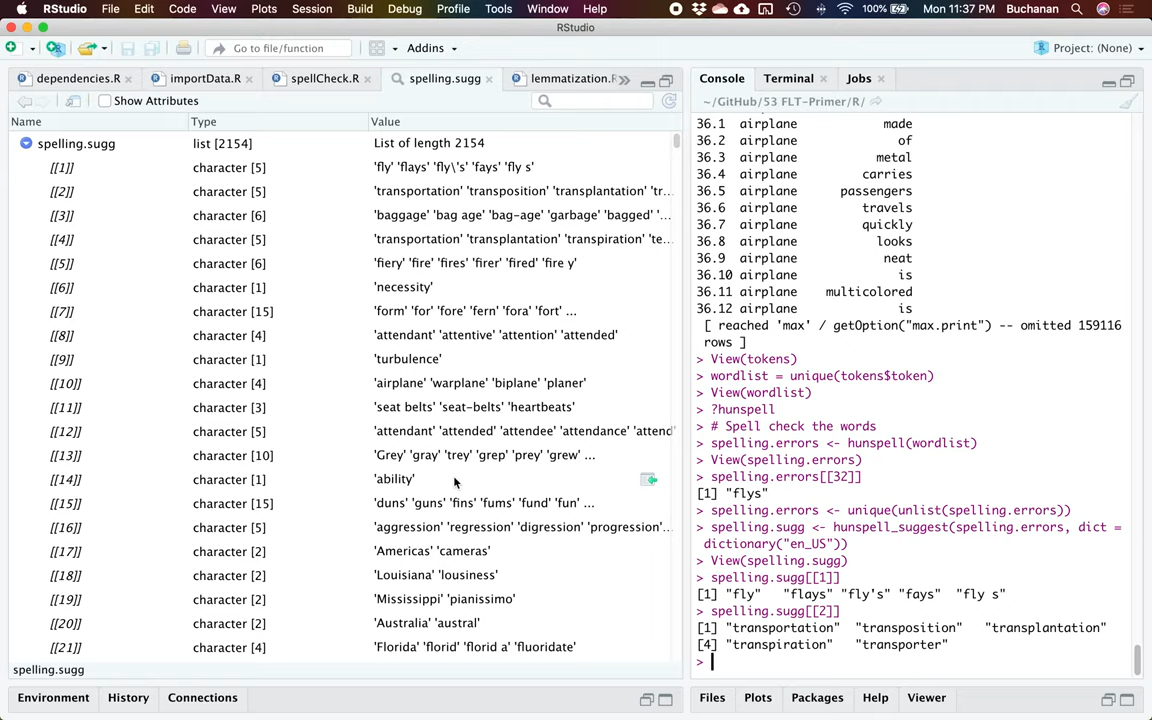 RStudio File Edit Code View Plots Session Build Debug Profile Tools Window Help 100% Mon 11:37 PM Buchanan
RStudio
Go to file/function Addins Project: (None)
dependencies.R importData.R spellCheck.R spelling.sugg lemmatization.R
Show Attributes
Name Type Value
spelling.sugg list [2154] List of length 2154
[[1]] character [5] 'fly' 'flays' 'fly\'s' 'fays' 'fly s'
[[2]] character [5] 'transportation' 'transposition' 'transplantation' 'tr...
[[3]] character [6] 'baggage' 'bag age' 'bag-age' 'garbage' 'bagged' '...
[[4]] character [5] 'transportation' 'transplantation' 'transpiration' 'te...
[[5]] character [6] 'fiery' 'fire' 'fires' 'firer' 'fired' 'fire y'
[[6]] character [1] 'necessity'
[[7]] character [15] 'form' 'for' 'fore' 'fern' 'fora' 'fort' ...
[[8]] character [4] 'attendant' 'attentive' 'attention' 'attended'
[[9]] character [1] 'turbulence'
[[10]] character [4] 'airplane' 'warplane' 'biplane' 'planer'
[[11]] character [3] 'seat belts' 'seat-belts' 'heartbeats'
[[12]] character [5] 'attendant' 'attended' 'attendee' 'attendance' 'attend
[[13]] character [10] 'Grey' 'gray' 'trey' 'grep' 'prey' 'grew' ...
[[14]] character [1] 'ability'
[[15]] character [15] 'duns' 'guns' 'fins' 'fums' 'fund' 'fun' ...
[[16]] character [5] 'aggression' 'regression' 'digression' 'progression'...
[[17]] character [2] 'Americas' 'cameras'
[[18]] character [2] 'Louisiana' 'lousiness'
[[19]] character [2] 'Mississippi' 'pianissimo'
[[20]] character [2] 'Australia' 'austral'
[[21]] character [4] 'Florida' 'florid' 'florid a' 'fluoridate'
spelling.sugg
Environment History Connections
Console Terminal Jobs
~/GitHub/53 FLT-Primer/R/
36.1 airplane made
36.2 airplane of
36.3 airplane metal
36.4 airplane carries
36.5 airplane passengers
36.6 airplane travels
36.7 airplane quickly
36.8 airplane looks
36.9 airplane neat
36.10 airplane is
36.11 airplane multicolored
36.12 airplane is
[ reached 'max' / getOption("max.print") -- omitted 159116
rows ]
> View(tokens)
> wordlist = unique(tokens$token)
> View(wordlist)
> ?hunspell
> # Spell check the words
> spelling.errors <- hunspell(wordlist)
> View(spelling.errors)
> spelling.errors[[32]]
[1] "flys"
> spelling.errors <- unique(unlist(spelling.errors))
> spelling.sugg <- hunspell_suggest(spelling.errors, dict =
dictionary("en_US"))
> View(spelling.sugg)
> spelling.sugg[[1]]
[1] "fly" "flays" "fly's" "fays" "fly s"
> spelling.sugg[[2]]
[1] "transportation" "transposition" "transplantation"
[4] "transpiration" "transporter"
>
Files Plots Packages Help Viewer